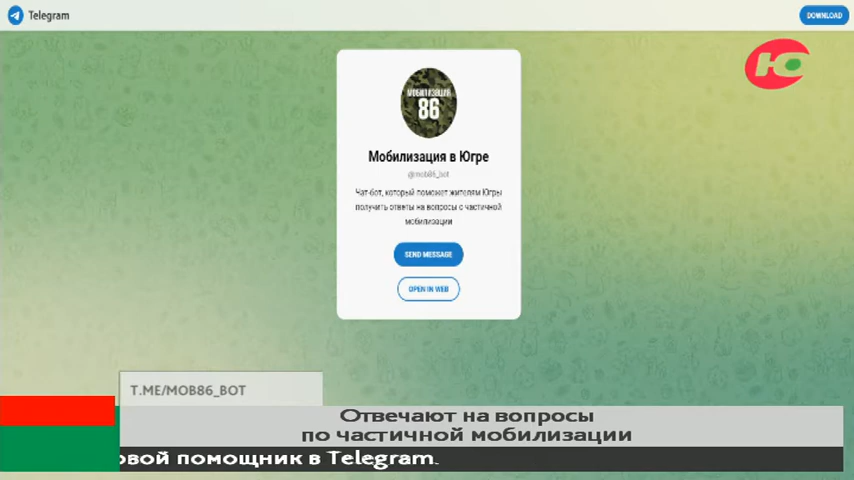 Telegram
DOWNLOAD
Ю
МОБИЛИЗАЦИЯ
86
Мобилизация в Югре
@mob86_bot
Чат-бот, который поможет жителям Югры
получить ответы на вопросы о частичной
мобилизации
SEND MESSAGE
OPEN IN WEB
T.ME/MOB86_BOT
Отвечают на вопросы
по частичной мобилизации
овой помощник в Telegram.